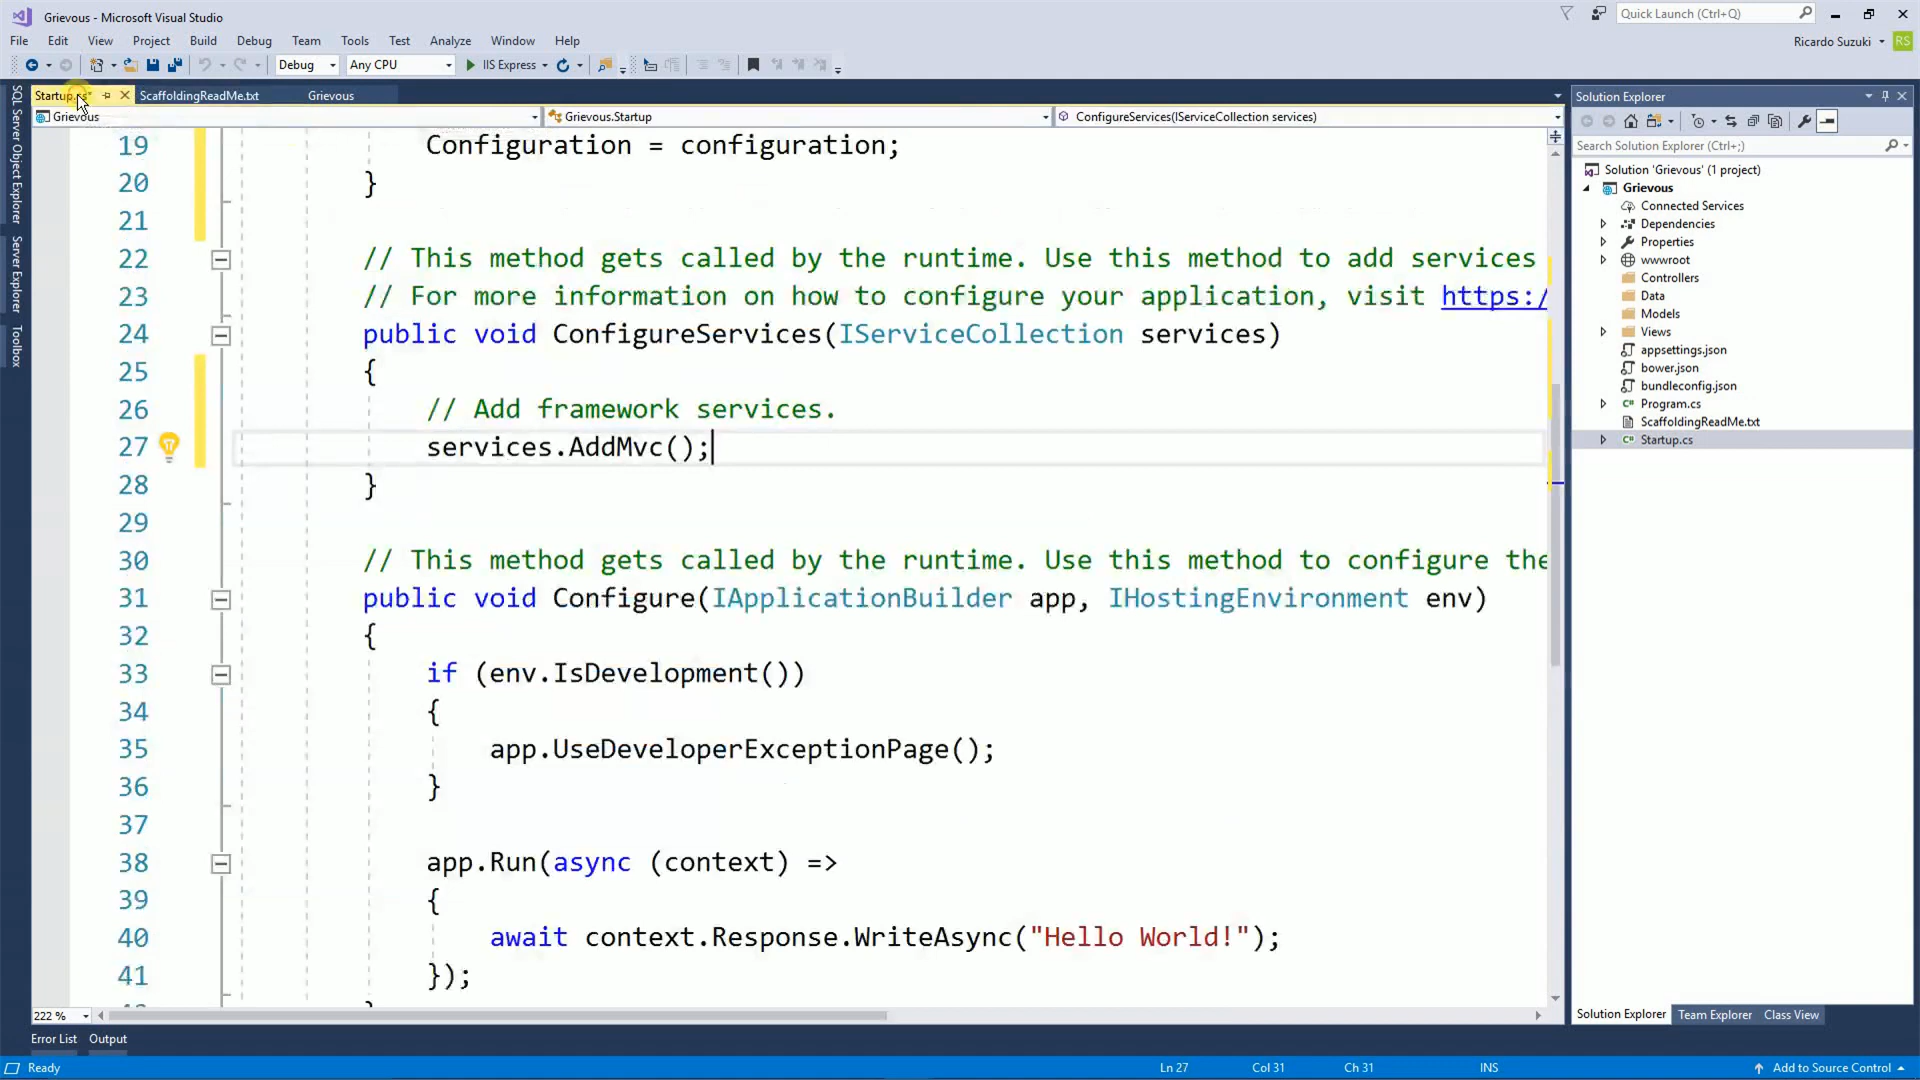 Grievous - Microsoft Visual Studio
Quick Launch (Ctrl+Q)
File Edit View Project Build Debug Team Tools Test Analyze Window Help
Ricardo Suzuki RS
Debug Any CPU IIS Express
Startup.cs* ScaffoldingReadMe.txt Grievous
Grievous Grievous.Startup ConfigureServices(IServiceCollection services)
SQL Server Object Explorer
Server Explorer
Toolbox
19 Configuration = configuration;
20 }
21
22 // This method gets called by the runtime. Use this method to add services
23 // For more information on how to configure your application, visit https:/
24 public void ConfigureServices(IServiceCollection services)
25 {
26 // Add framework services.
27 services.AddMvc();
28 }
29
30 // This method gets called by the runtime. Use this method to configure the
31 public void Configure(IApplicationBuilder app, IHostingEnvironment env)
32 {
33 if (env.IsDevelopment())
34 {
35 app.UseDeveloperExceptionPage();
36 }
37
38 app.Run(async (context) =>
39 {
40 await context.Response.WriteAsync("Hello World!");
41 });
222 %
Solution Explorer
Search Solution Explorer (Ctrl+;)
Solution 'Grievous' (1 project)
Grievous
Connected Services
Dependencies
Properties
wwwroot
Controllers
Data
Models
Views
appsettings.json
bower.json
bundleconfig.json
Program.cs
ScaffoldingReadMe.txt
Startup.cs
Solution Explorer Team Explorer Class View
Error List Output
Ready Ln 27 Col 31 Ch 31 INS Add to Source Control